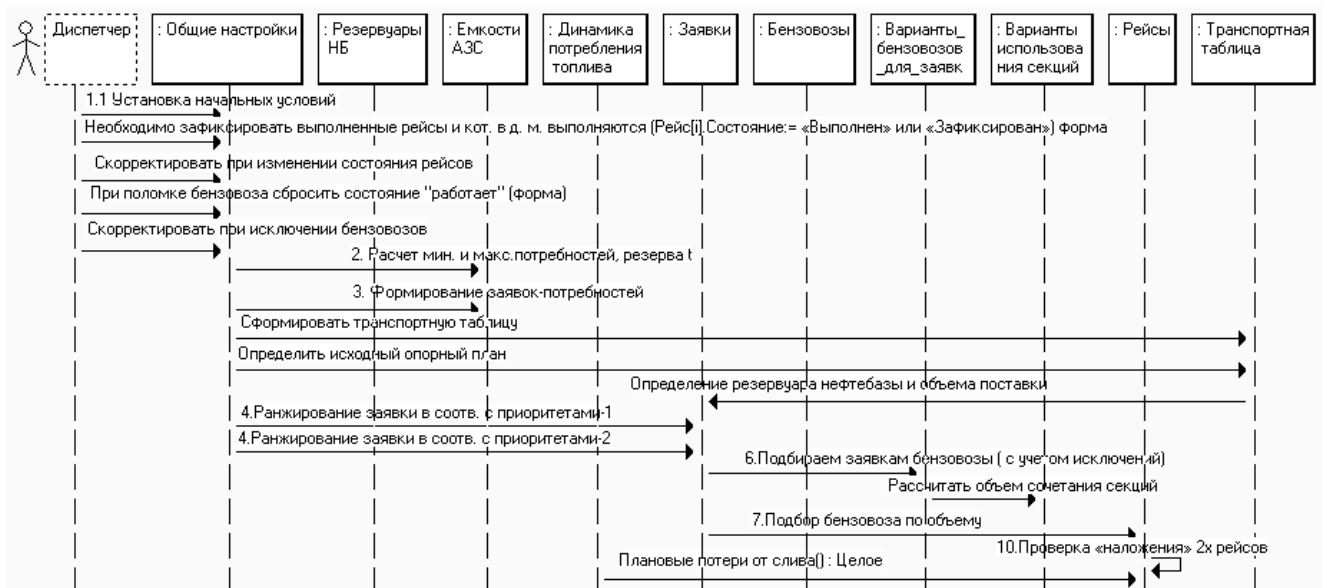 Диспетчер
: Общие настройки
: Резервуары
НБ
: Емкости
АЗС
: Динамика
потребления
топлива
: Заявки
: Бензовозы
: Варианты_
бензовозов
_для_заявк
: Варианты
использова
ния секций
: Рейсы
: Транспортная
таблица
1.1 Установка начальных условий
Необходимо зафиксировать выполненные рейсы и кот. в д. м. выполняются (Рейс[i].Состояние:= «Выполнен» или «Зафиксирован») форма
Скорректировать при изменении состояния рейсов
При поломке бензовоза сбросить состояние "работает" (форма)
Скорректировать при исключении бензовозов
2. Расчет мин. и макс.потребностей, резерва t
3. Формирование заявок-потребностей
Сформировать транспортную таблицу
Определить исходный опорный план
Определение резервуара нефтебазы и объема поставки
4.Ранжирование заявки в соотв. с приоритетами-1
4.Ранжирование заявки в соотв. с приоритетами-2
6.Подбираем заявкам бензовозы ( с учетом исключений)
Рассчитать объем сочетания секций
7.Подбор бензовоза по объему
10.Проверка «наложения» 2х рейсов
Плановые потери от слива() : Целое